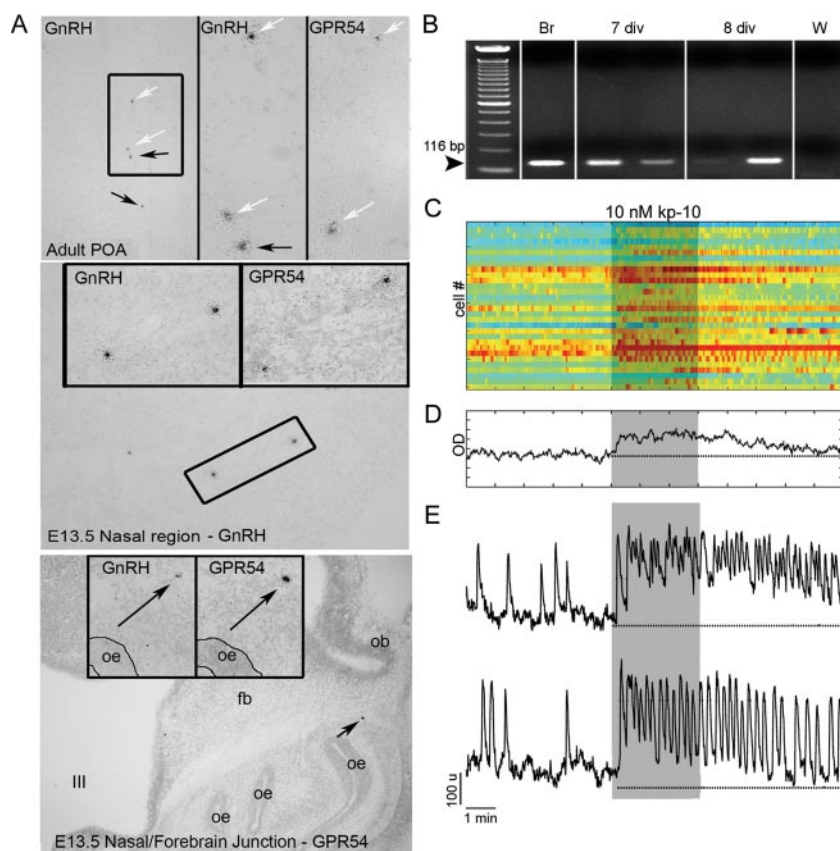 A
GnRH
GnRH
GPR54
Adult POA
GnRH
GPR54
E13.5 Nasal region - GnRH
GnRH
GPR54
oe
oe
ob
fb
III
oe
oe
oe
E13.5 Nasal/Forebrain Junction - GPR54
B
Br
7 div
8 div
W
116 bp
C
10 nM kp-10
cell #
D
OD
E
100 u
1 min